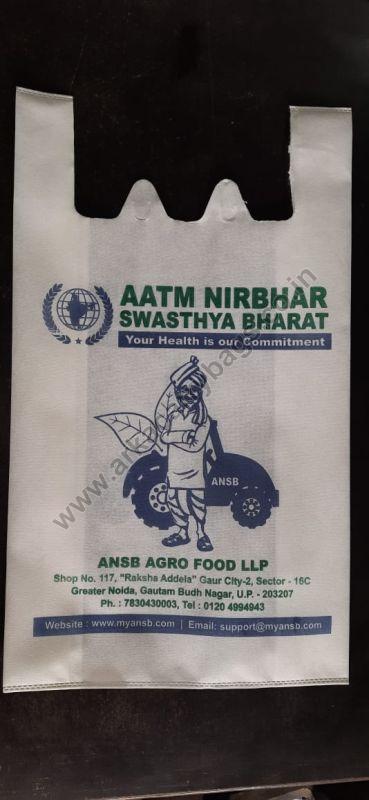 AATM NIRBHAR
SWASTHYA BHARAT
Your Health is our Commitment
ANSB
ANSB AGRO FOOD LLP
Shop No. 117, "Raksha Addela" Gaur City-2, Sector - 16C
Greater Noida, Gautam Budh Nagar, U.P. - 203207
Ph. : 7830430003, Tel : 0120 4994943
Website : www.myansb.com | Email: support@myansb.com